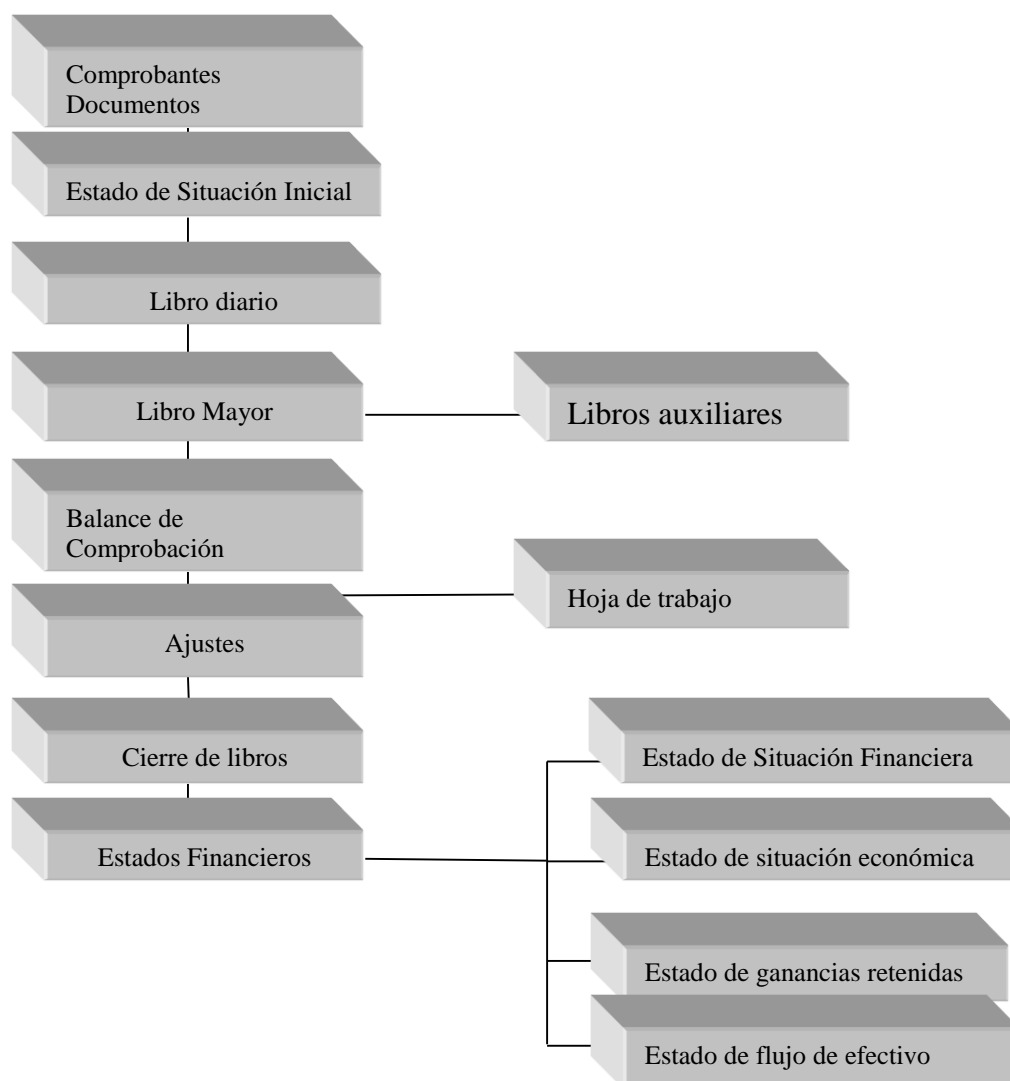 Comprobantes
Documentos
Estado de Situación Inicial
Libro diario
Libro Mayor
Libros auxiliares
Balance de
Comprobación
Hoja de trabajo
Ajustes
Cierre de libros
Estado de Situación Financiera
Estados Financieros
Estado de situación económica
Estado de ganancias retenidas
Estado de flujo de efectivo